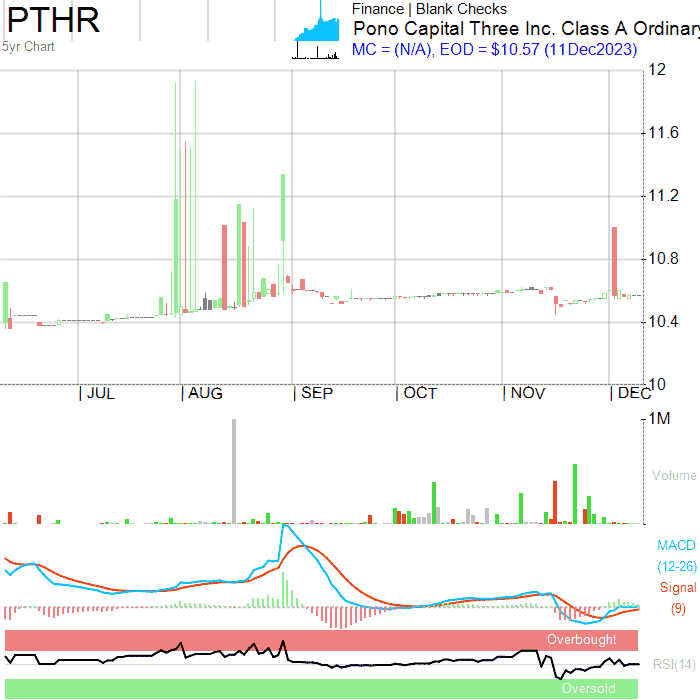 PTHR
5yr Chart
Finance | Blank Checks
Pono Capital Three Inc. Class A Ordinary
MC = (N/A), EOD = $10.57 (11Dec2023)
12
11.6
11.2
10.8
10.4
10
| JUL | AUG | SEP | OCT | NOV | DEC
1M
Volume
MACD
(12-26)
Signal
(9)
Overbought
RSI(14)
Oversold